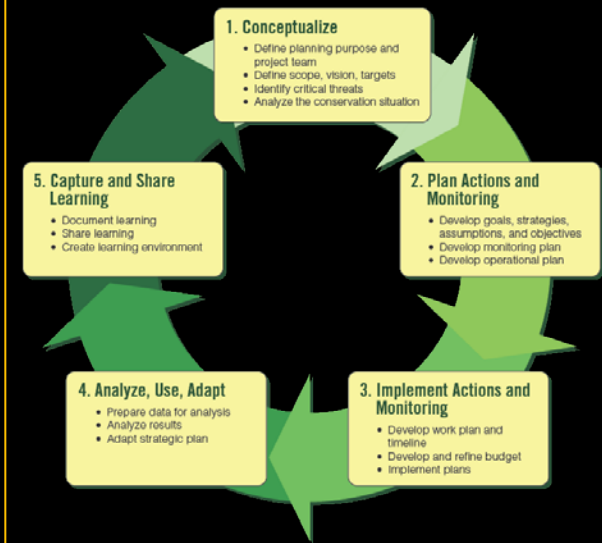 1. Conceptualize
• Define planning purpose and
project team
• Define scope, vision, targets
• Identify critical threats
• Analyze the conservation situation
2. Plan Actions and
Monitoring
• Develop goals, strategies,
assumptions, and objectives
• Develop monitoring plan
• Develop operational plan
3. Implement Actions and
Monitoring
• Develop work plan and
timeline
• Develop and refine budget
• Implement plans
4. Analyze, Use, Adapt
• Prepare data for analysis
• Analyze results
• Adapt strategic plan
5. Capture and Share
Learning
• Document learning
• Share learning
• Create learning environment